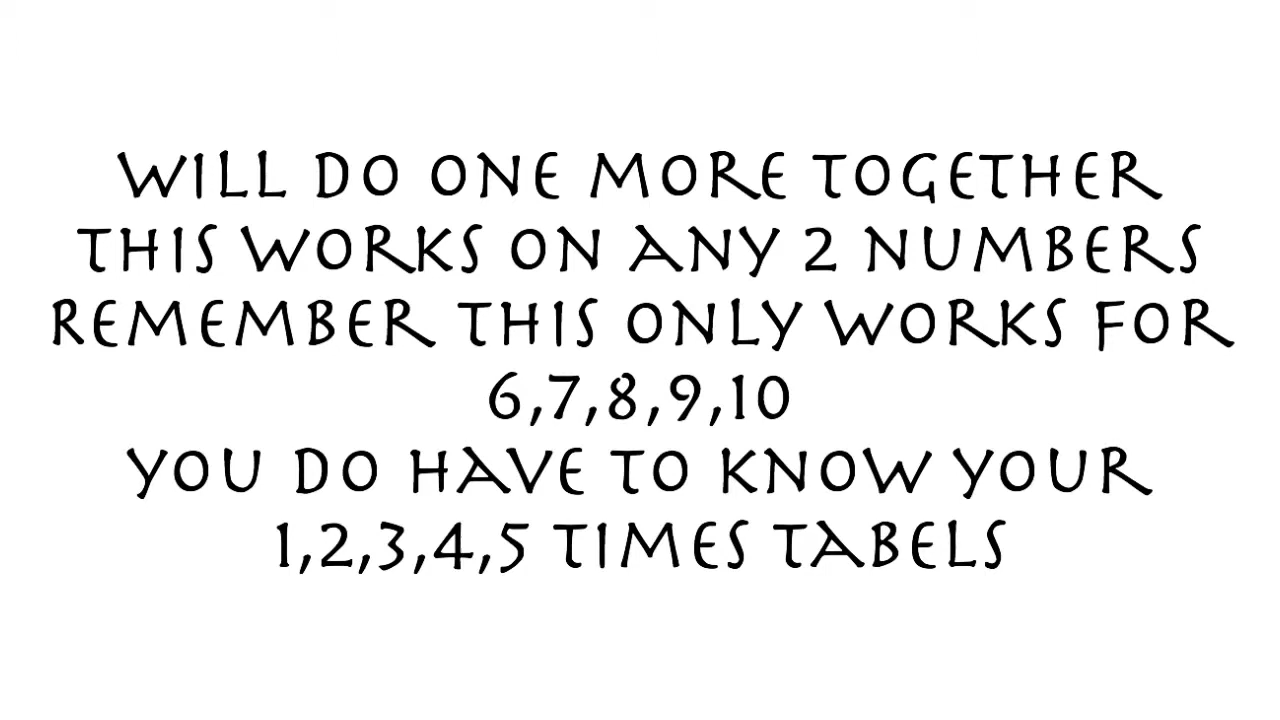 WILL DO ONE MORE TOGETHER
THIS WORKS ON ANY 2 NUMBERS
REMEMBER THIS ONLY WORKS FOR
6,7,8,9,10
YOU DO HAVE TO KNOW YOUR
1,2,3,4,5 TIMES TABELS